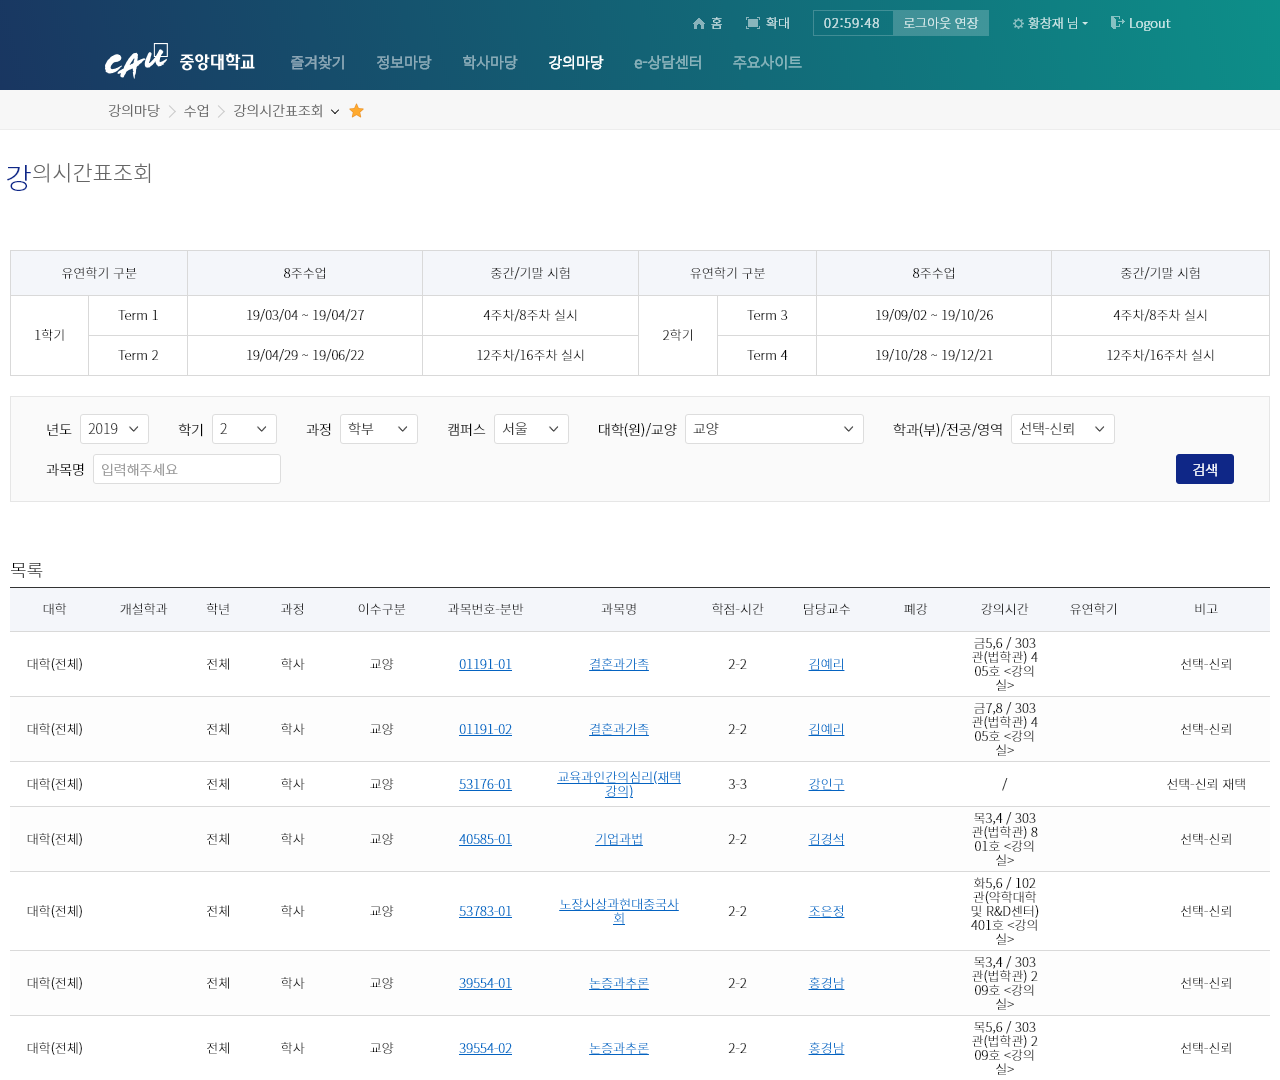 홈 확대 02:59:48 로그아웃 연장 황창재 님 Logout
CAU 중앙대학교 즐겨찾기 정보마당 학사마당 강의마당 e-상담센터 주요사이트
강의마당 수업 강의시간표조회
강의시간표조회
유연학기 구분 8주수업 중간/기말 시험 유연학기 구분 8주수업 중간/기말 시험
1학기 Term 1 19/03/04 ~ 19/04/27 4주차/8주차 실시 2학기 Term 3 19/09/02 ~ 19/10/26 4주차/8주차 실시
Term 2 19/04/29 ~ 19/06/22 12주차/16주차 실시 Term 4 19/10/28 ~ 19/12/21 12주차/16주차 실시
년도 2019 학기 2 과정 학부 캠퍼스 서울 대학(원)/교양 교양 학과(부)/전공/영역 선택-신뢰
과목명 입력해주세요 검색
목록
대학 개설학과 학년 과정 이수구분 과목번호-분반 과목명 학점-시간 담당교수 폐강 강의시간 유연학기 비고
대학(전체) 전체 학사 교양 01191-01 결혼과가족 2-2 김예리 금5,6 / 303
관(법학관) 4
05호 <강의
실> 선택-신뢰
대학(전체) 전체 학사 교양 01191-02 결혼과가족 2-2 김예리 금7,8 / 303
관(법학관) 4
05호 <강의
실> 선택-신뢰
대학(전체) 전체 학사 교양 53176-01 교육과인간의심리(재택
강의) 3-3 강인구 / 선택-신뢰 재택
대학(전체) 전체 학사 교양 40585-01 기업과법 2-2 김경석 목3,4 / 303
관(법학관) 8
01호 <강의
실> 선택-신뢰
대학(전체) 전체 학사 교양 53783-01 노장사상과현대중국사
회 2-2 조은정 화5,6 / 102
관(약학대학
및 R&D센터)
401호 <강의
실> 선택-신뢰
대학(전체) 전체 학사 교양 39554-01 논증과추론 2-2 홍경남 목3,4 / 303
관(법학관) 2
09호 <강의
실> 선택-신뢰
대학(전체) 전체 학사 교양 39554-02 논증과추론 2-2 홍경남 목5,6 / 303
관(법학관) 2
09호 <강의
실> 선택-신뢰